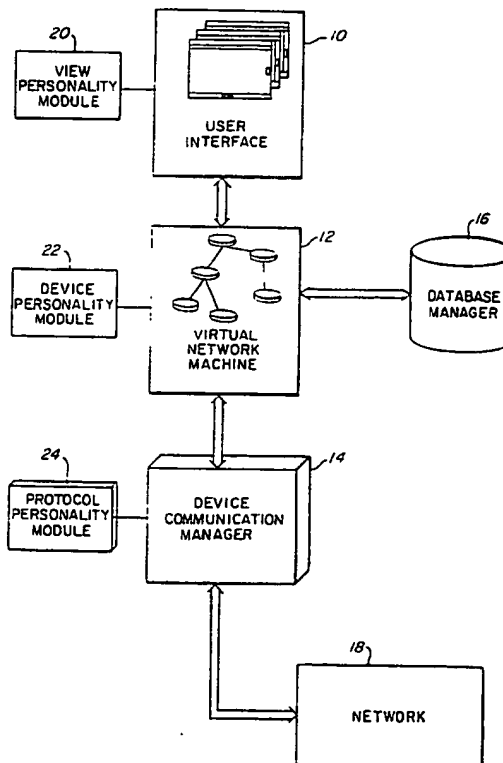 20
VIEW
PERSONALITY
MODULE
10
USER
INTERFACE
22
DEVICE
PERSONALITY
MODULE
12
VIRTUAL
NETWORK
MACHINE
16
DATABASE
MANAGER
24
PROTOCOL
PERSONALITY
MODULE
14
DEVICE
COMMUNICATION
MANAGER
18
NETWORK